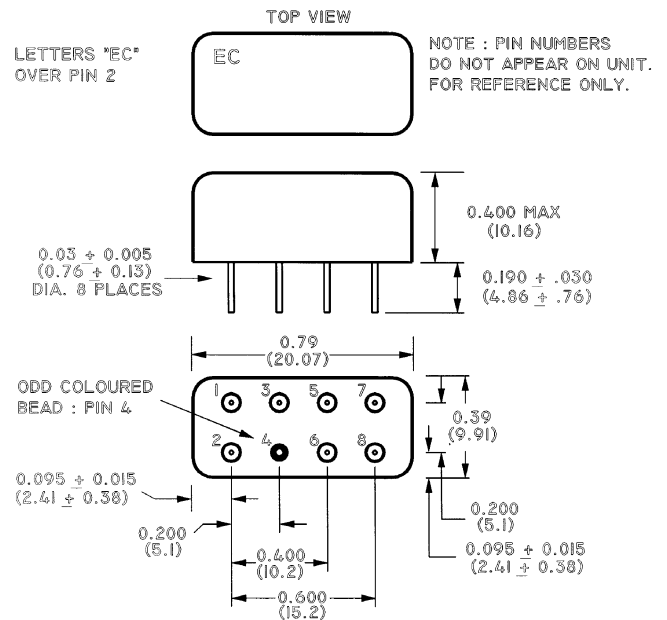 TOP VIEW
LETTERS "EC"
OVER PIN 2
EC
NOTE : PIN NUMBERS
DO NOT APPEAR ON UNIT.
FOR REFERENCE ONLY.
0.400 MAX
(10.16)
0.03 ± 0.005
(0.76 ± 0.13)
DIA. 8 PLACES
0.190 ± .030
(4.86 ± .76)
0.79
(20.07)
ODD COLOURED
BEAD : PIN 4
1 3 5 7
2 4 6 8
0.39
(9.91)
0.095 ± 0.015
(2.41 ± 0.38)
0.200
(5.1)
0.200
(5.1)
0.400
(10.2)
0.095 ± 0.015
(2.41 ± 0.38)
0.600
(15.2)